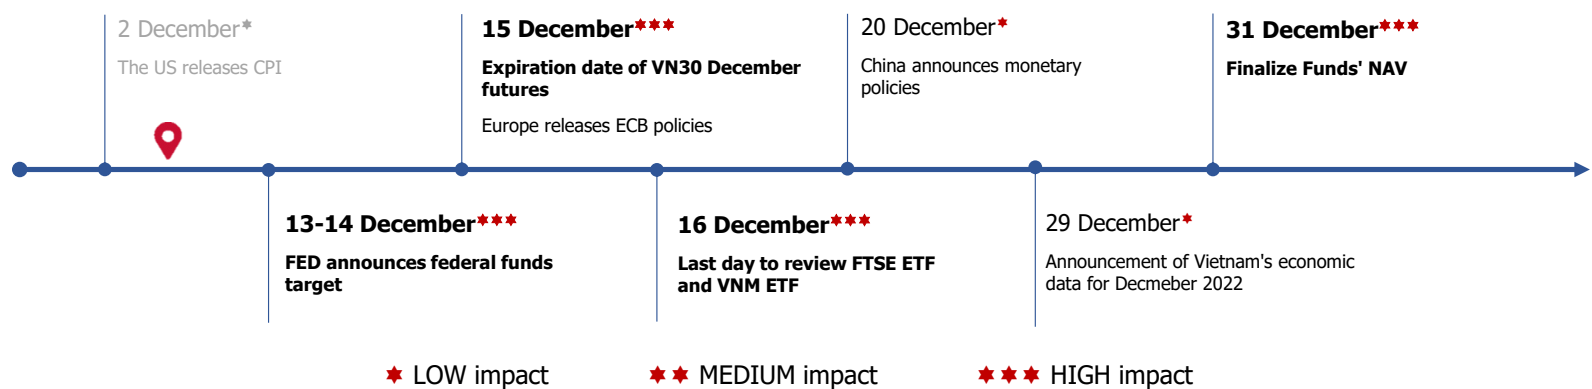 2 December
The US releases CPI
15 December
Expiration date of VN30 December
futures
Europe releases ECB policies
20 December
China announces monetary
policies
31 December
Finalize Funds' NAV
13-14 December
FED announces federal funds
target
16 December
Last day to review FTSE ETF
and VNM ETF
29 December
Announcement of Vietnam's economic
data for Decmeber 2022
LOW impact
MEDIUM impact
HIGH impact